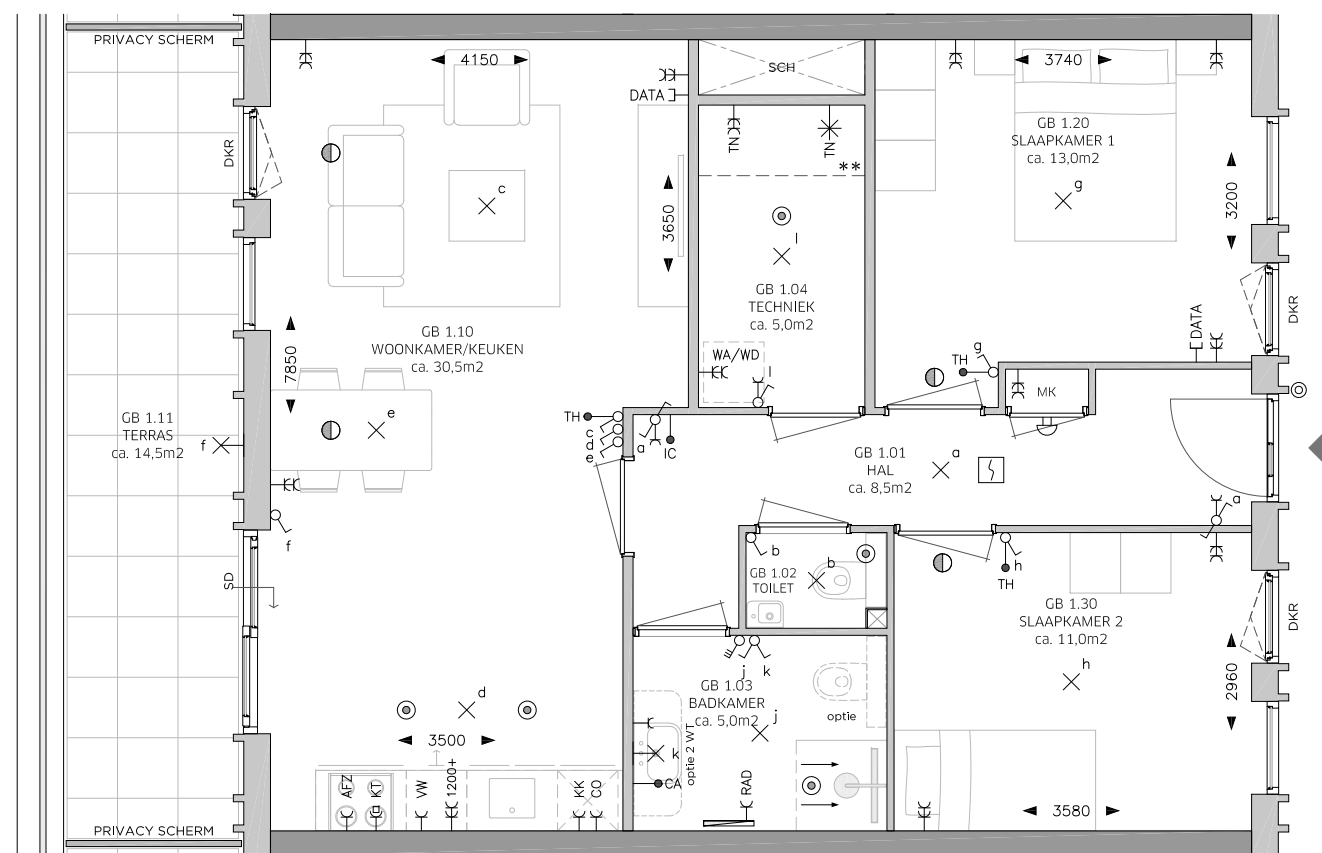 PRIVACY SCHERM
4150
SCH
3740
DATA
DKR
TN
TN
**
GB 1.20
SLAAPKAMER 1
ca. 13,0m2
c
g
3650
3200
l
GB 1.04
TECHNIEK
ca. 5,0m2
DATA
DKR
GB 1.10
WOONKAMER/KEUKEN
ca. 30,5m2
7850
WA/WD
l
g
TH
MK
GB 1.11
TERRAS
ca. 14,5m2
f
e
TH
c
d
e
a
IC
GB 1.01
HAL
ca. 8,5m2
a
a
f
b
GB 1.02
TOILET
b
h
TH
SD
GB 1.30
SLAAPKAMER 2
ca. 11,0m2
DKR
h
2960
j
k
GB 1.03
BADKAMER
ca. 5,0m2
j
optie
d
3500
k
optie 2 WT
CA
RAD
AFZ
KT
VW
1200+
KK
CO
3580
PRIVACY SCHERM